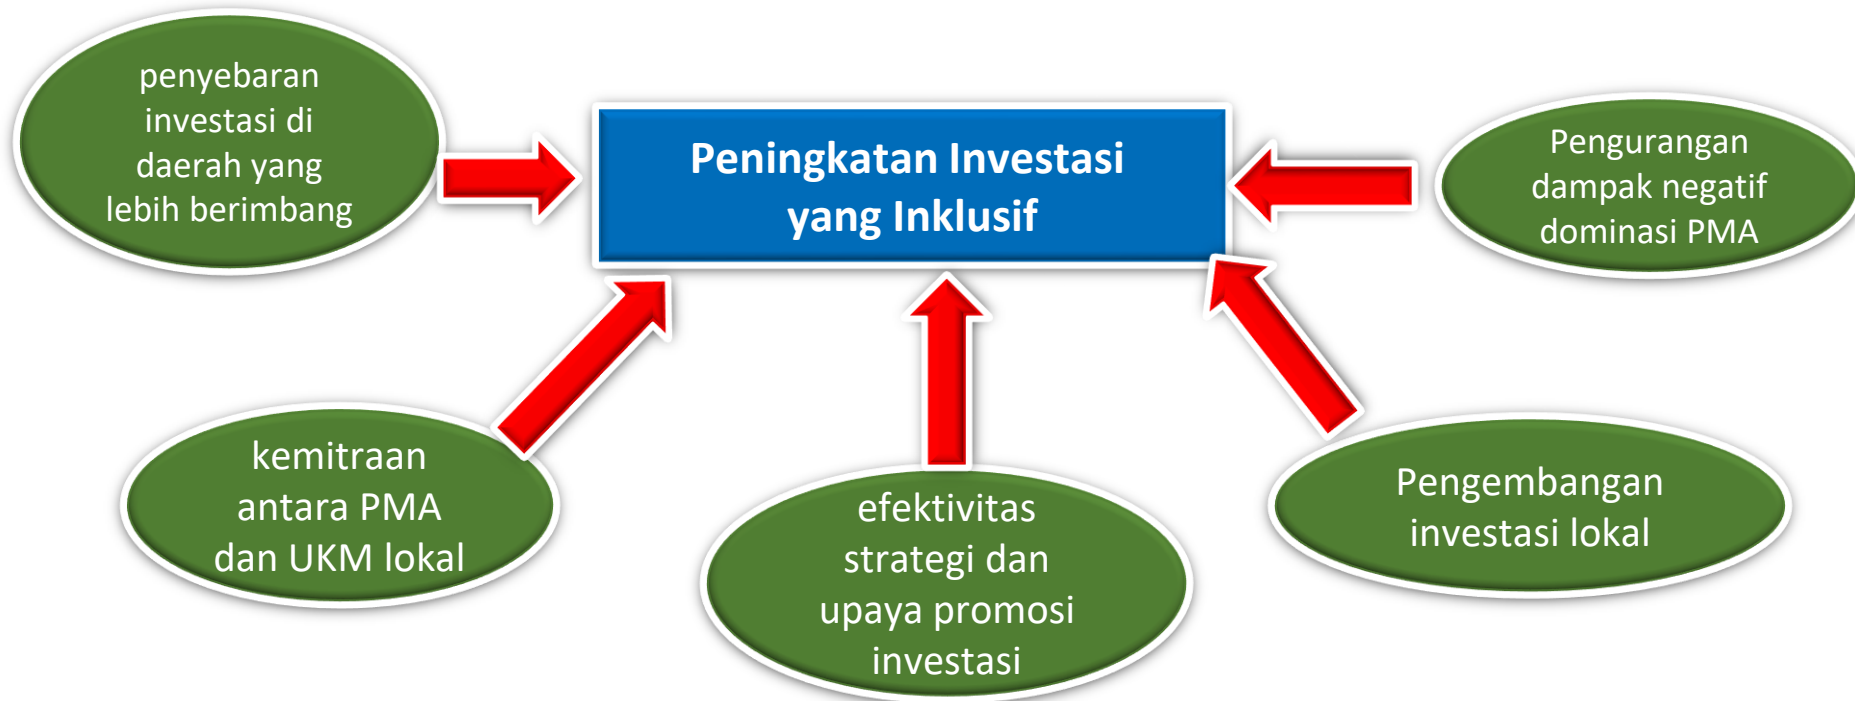 penyebaran
investasi di
daerah yang
lebih berimbang
Peningkatan Investasi
yang Inklusif
Pengurangan
dampak negatif
dominasi PMA
kemitraan
antara PMA
dan UKM lokal
efektivitas
strategi dan
upaya promosi
investasi
Pengembangan
investasi lokal